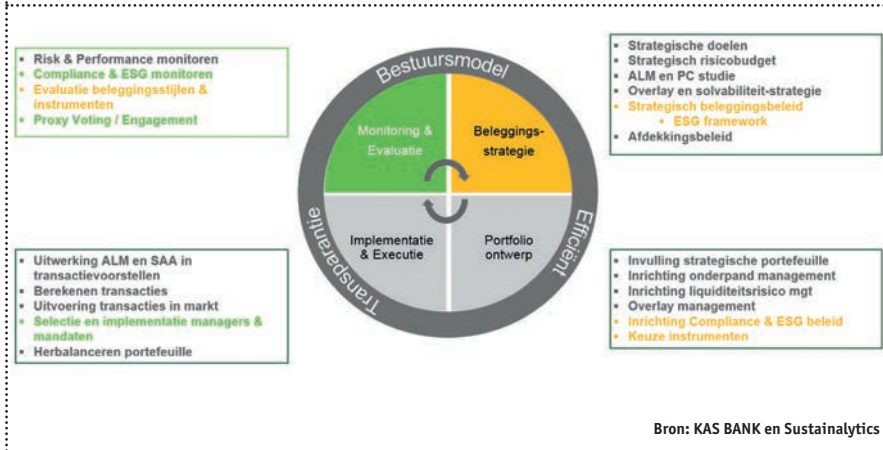 Risk & Performance monitoren
Compliance & ESG monitoren
Evaluatie beleggingsstijlen &
instrumenten
Proxy Voting / Engagement
Strategische doelen
Strategisch risicobudget
ALM en PC studie
Overlay en solvabiliteit-strategie
Strategisch beleggingsbeleid
ESG framework
Afdekkingsbeleid
Bestuursmodel
Monitoring &
Evaluatie
Beleggings-
strategie
Implementatie
& Executie
Portfolio
ontwerp
Transparantie
Efficiënt
Uitwerking ALM en SAA in
transactievoorstellen
Berekenen transacties
Uitvoering transacties in markt
Selectie en implementatie managers &
mandaten
Herbalanceren portefeuille
Invulling strategische portefeuille
Inrichting onderpand management
Inrichting liquiditeitsrisico mgt
Overlay management
Inrichting Compliance & ESG beleid
Keuze instrumenten
Bron: KAS BANK en Sustainalytics